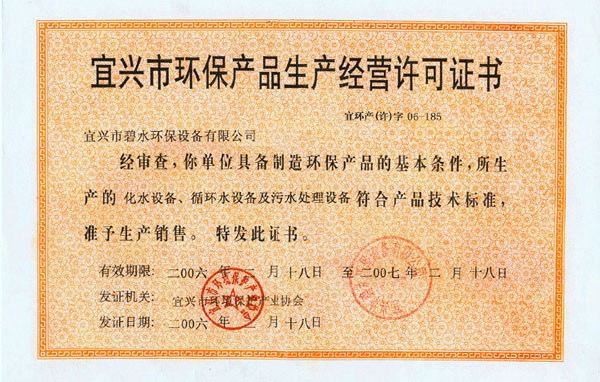 宜兴市环保产品生产经营许可证书
宜环产(许)字 06-185
宜兴市碧水环保设备有限公司
经审查，你单位具备制造环保产品的基本条件，所生
产的 化水设备、循环水设备及污水处理设备 符合产品技术标准，
准予生产销售。特发此证书。
有效期限: 二00六 年 二 月 十八日 至 二00七 年 二 月 十八日
发证机关: 宜兴市环境保护产业协会
发证日期: 二00六 年 二 月 十八日